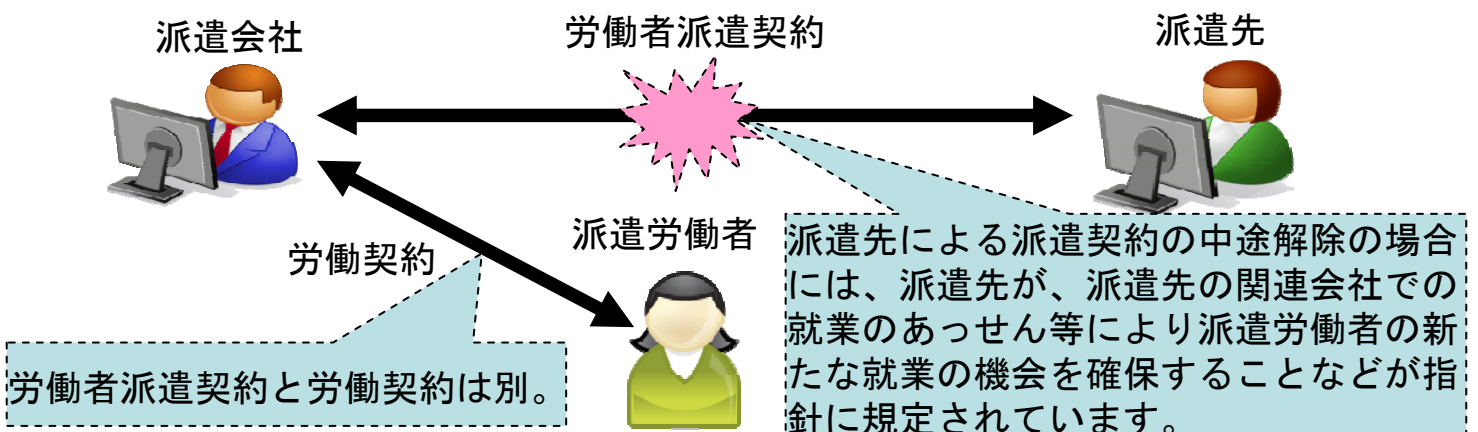 派遣会社
労働者派遣契約
派遣先
派遣労働者
労働契約
労働者派遣契約と労働契約は別。
派遣先による派遣契約の中途解除の場合
には、派遣先が、派遣先の関連会社での
就業のあっせん等により派遣労働者の新
たな就業の機会を確保することなどが指
針に規定されています。